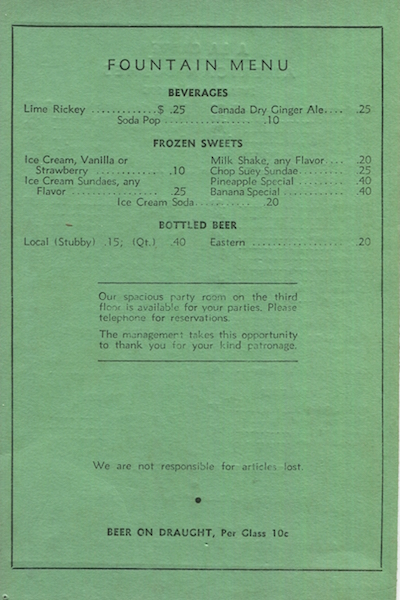 FOUNTAIN MENU
BEVERAGES
Lime Rickey .............$ .25 Canada Dry Ginger Ale.... .25
Soda Pop .................. .10
FROZEN SWEETS
Ice Cream, Vanilla or
Strawberry ............. .10
Ice Cream Sundaes, any
Flavor .................. .25
Milk Shake, any Flavor.... .20
Chop Suey Sundae......... .25
Pineapple Special ......... .40
Banana Special ............ .40
Ice Cream Soda............ .20
BOTTLED BEER
Local (Stubby) .15; (Qt.) .40 Eastern ...................... .20
Our spacious party room on the third
floor is available for your parties. Please
telephone for reservations.
The management takes this opportunity
to thank you for your kind patronage.
We are not responsible for articles lost.
BEER ON DRAUGHT, Per Glass 10c